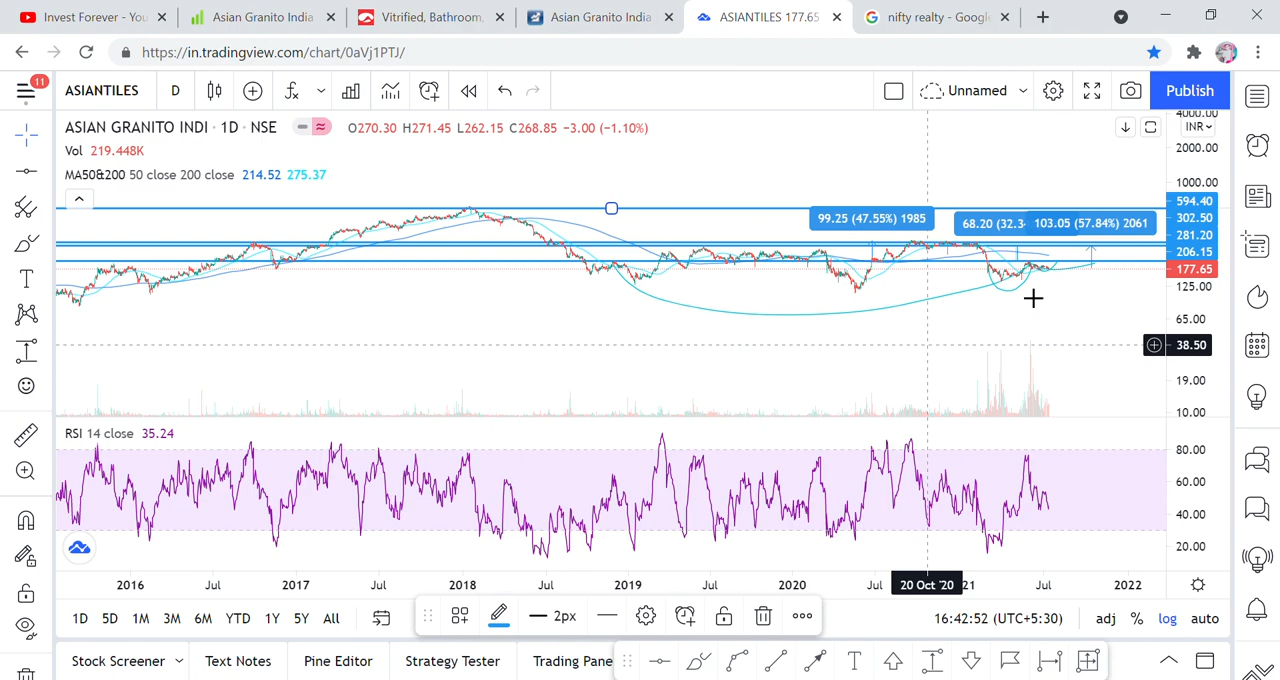 Invest Forever - Yo
Asian Granito India
Vitrified, Bathroom,
Asian Granito India
ASIANTILES 177.65
nifty realty - Google
https://in.tradingview.com/chart/0aVj1PTJ/
11
ASIANTILES
D
Unnamed
Publish
ASIAN GRANITO INDI · 1D · NSE
O270.30 H271.45 L262.15 C268.85 −3.00 (−1.10%)
Vol 219.448K
MA50&200 50 close 200 close 214.52 275.37
INR
4000.00
2000.00
1000.00
594.40
302.50
281.20
206.15
177.65
125.00
65.00
38.50
19.00
10.00
99.25 (47.55%) 1985
68.20 (32.3
103.05 (57.84%) 2061
RSI 14 close 35.24
80.00
60.00
40.00
20.00
2016 Jul 2017 Jul 2018 Jul 2019 Jul 2020 Jul 20 Oct '20 21 Jul 2022
1D 5D 1M 3M 6M YTD 1Y 5Y All
2px
16:42:52 (UTC+5:30)
adj % log auto
Stock Screener
Text Notes
Pine Editor
Strategy Tester
Trading Pane